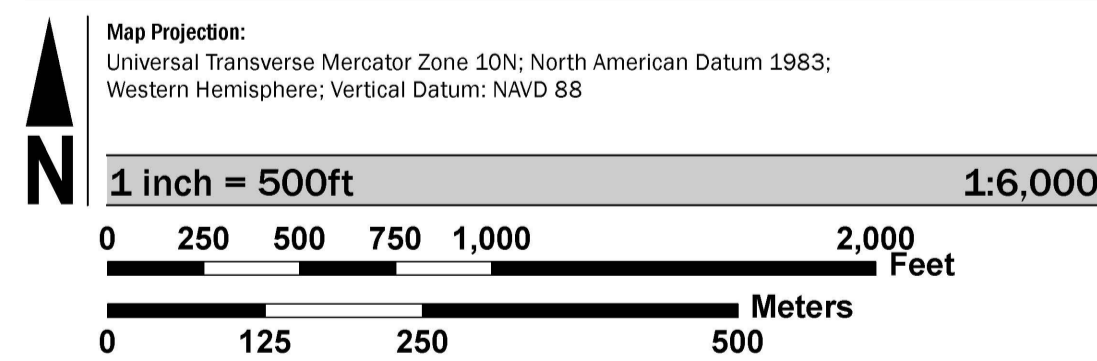 Map Projection:
Universal Transverse Mercator Zone 10N; North American Datum 1983;
Western Hemisphere; Vertical Datum: NAVD 88
N
1 inch = 500ft 1:6,000
0 250 500 750 1,000 2,000
Feet
Meters
0 125 250 500